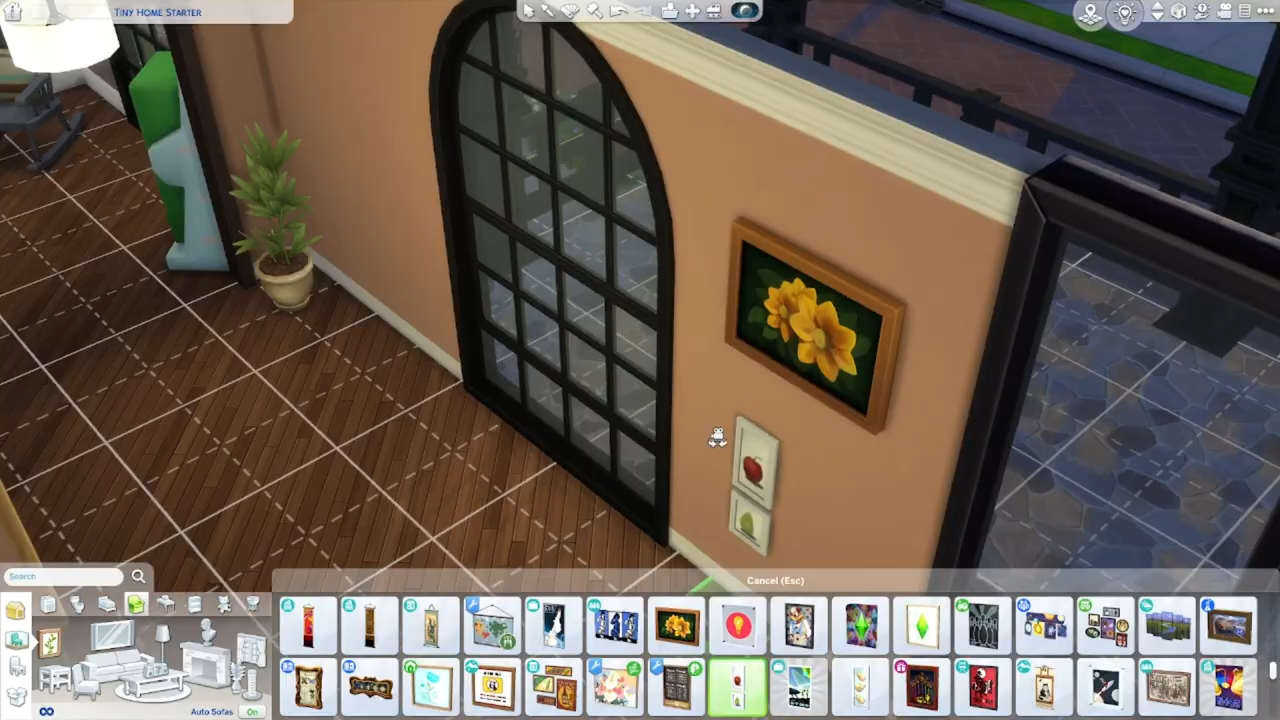 TINY HOME STARTER
Cancel (Esc)
Search
Auto Sofas
On